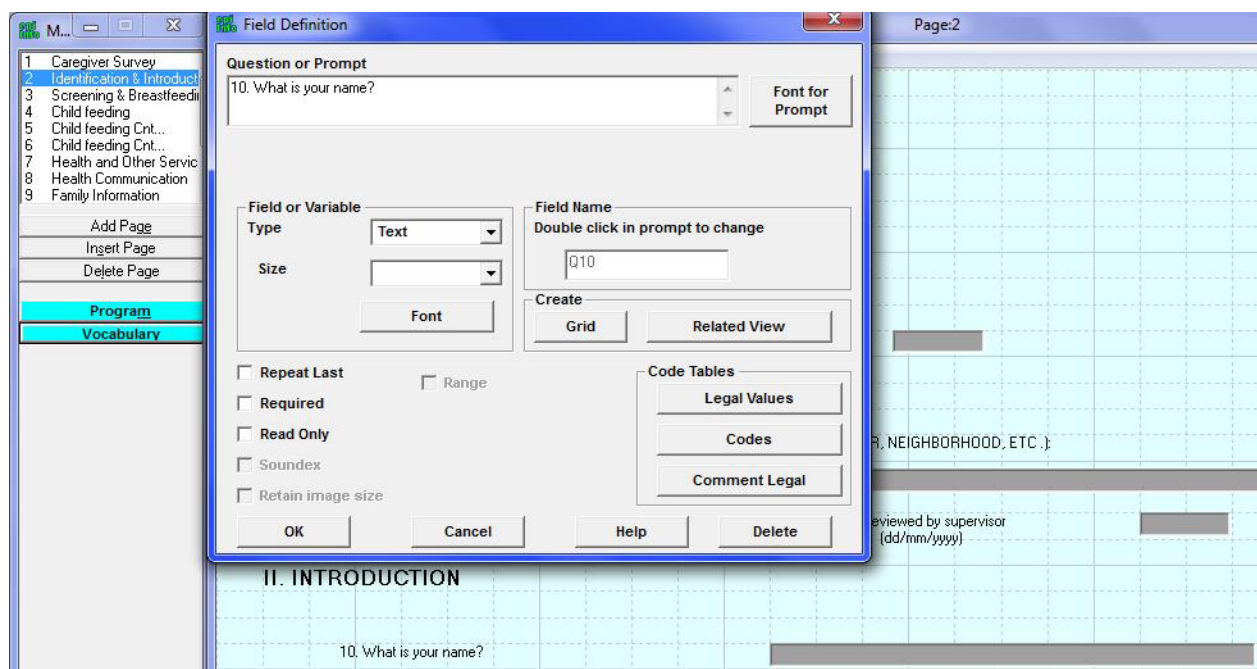 M...
1 Caregiver Survey
2 Identification & Introduct
3 Screening & Breastfeedi
4 Child feeding
5 Child feeding Cnt...
6 Child feeding Cnt...
7 Health and Other Servic
8 Health Communication
9 Family Information
Add Page
Insert Page
Delete Page
Program
Vocabulary
Field Definition
Question or Prompt
10. What is your name?
Font for
Prompt
Field or Variable
Type
Text
Size
Font
Field Name
Double click in prompt to change
Q10
Create
Grid
Related View
Repeat Last
Range
Required
Read Only
Soundex
Retain image size
Code Tables
Legal Values
Codes
Comment Legal
OK
Cancel
Help
Delete
Page:2
R, NEIGHBORHOOD, ETC .):
eviewed by supervisor
(dd/mm/yyyy)
II. INTRODUCTION
10. What is your name?